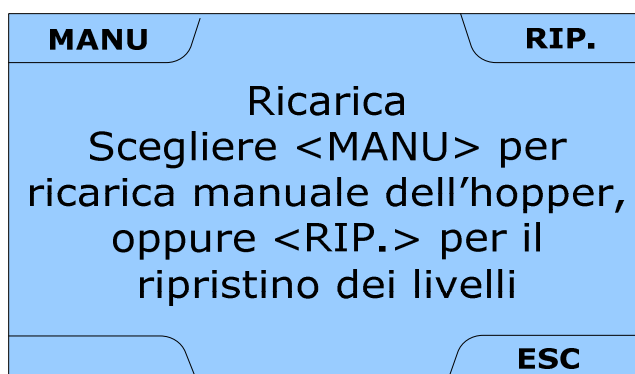 MANU
RIP.
Ricarica
Scegliere <MANU> per
ricarica manuale dell’hopper,
oppure <RIP.> per il
ripristino dei livelli
ESC